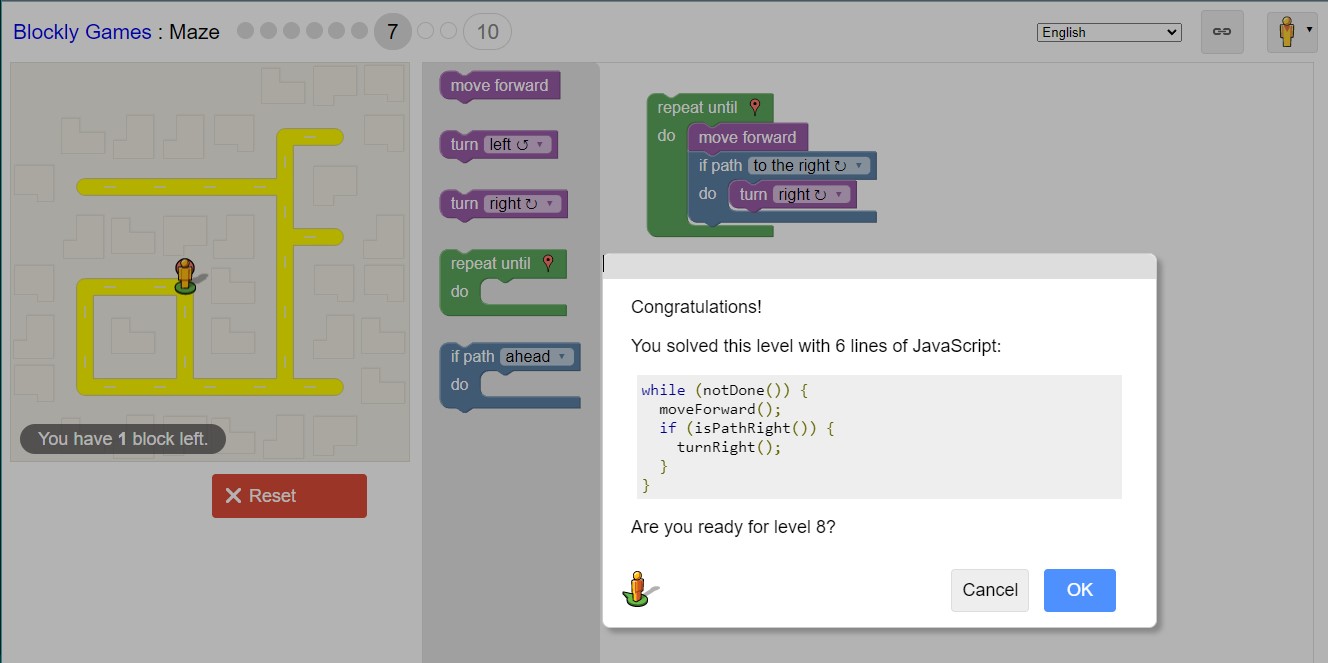 Blockly Games : Maze 7 10
English
move forward
turn left ↺
turn right ↻
repeat until
do
if path ahead
do
repeat until
do move forward
if path to the right ↻
do turn right ↻
You have 1 block left.
Reset
Congratulations!
You solved this level with 6 lines of JavaScript:
while (notDone()) {
  moveForward();
  if (isPathRight()) {
    turnRight();
  }
}
Are you ready for level 8?
Cancel OK